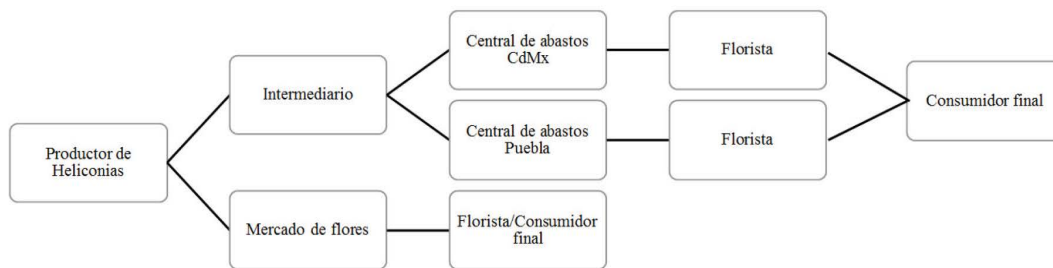 Productor de
Heliconias
Intermediario
Central de abastos
CdMx
Florista
Central de abastos
Puebla
Florista
Consumidor final
Mercado de flores
Florista/Consumidor
final